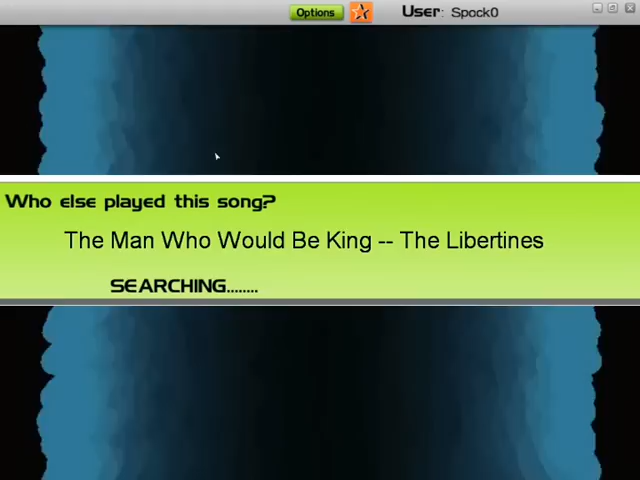 Options
User: Spock0
Who else played this song?
The Man Who Would Be King -- The Libertines
SEARCHING........